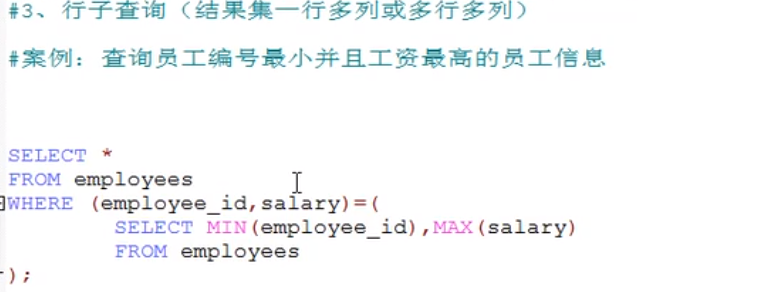 #3、行子查询（结果集一行多列或多行多列）
#案例：查询员工编号最小并且工资最高的员工信息
SELECT *
FROM employees
WHERE (employee_id,salary)=(
SELECT MIN(employee_id),MAX(salary)
FROM employees
);